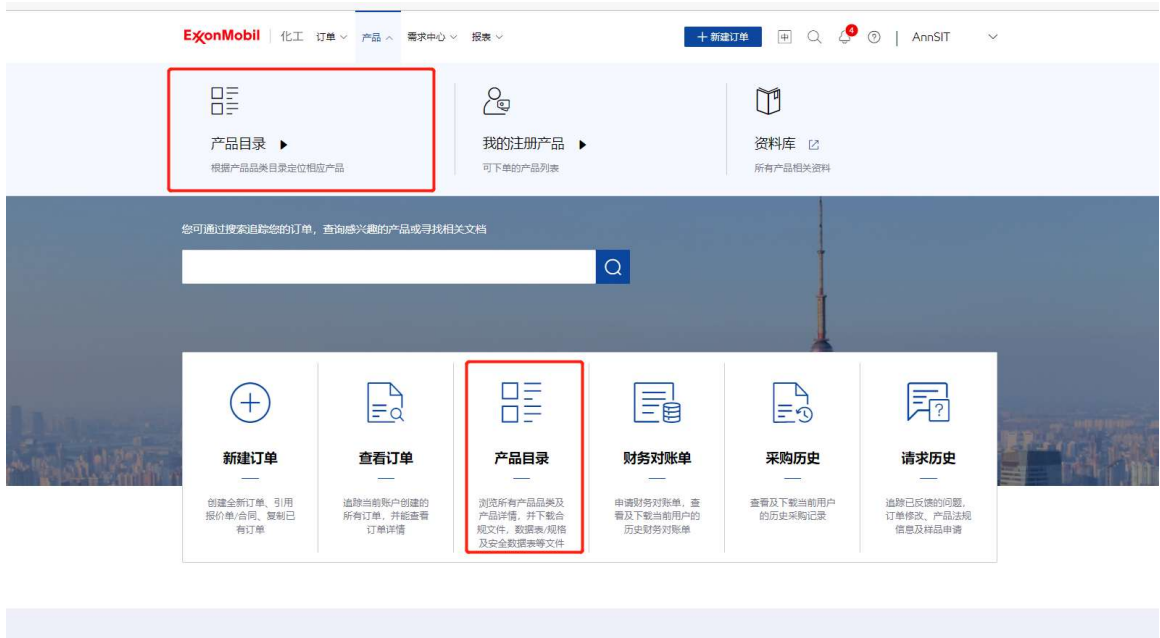 ExxonMobil | 化工 订单 产品 需求中心 报表 + 新建订单 中 4 ? | AnnSIT
产品目录 我的注册产品 资料库
根据产品品类目录定位相应产品 可下单的产品列表 所有产品相关资料
您可通过搜索追踪您的订单，查询感兴趣的产品或寻找相关文档
新建订单 查看订单 产品目录 财务对账单 采购历史 请求历史
创建全新订单、引用 追踪当前账户创建的 浏览所有产品品类及 申请财务对账单，查 查看及下载当前用户 追踪已反馈的问题，
报价单/合同、复制已 所有订单，并能查看 产品详情，并下载合 看及下载当前用户的 的历史采购记录 订单修改、产品法规
有订单 订单详情 规文件，数据表/规格 历史财务对账单 信息及样品申请
及安全数据表等文件